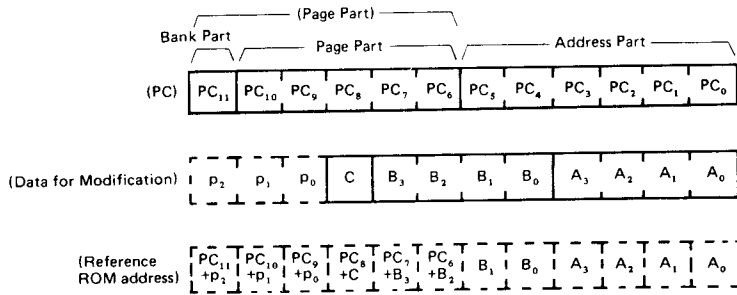 (Page Part)
Bank Part Page Part Address Part
(PC) PC₁₁ PC₁₀ PC₉ PC₈ PC₇ PC₆ PC₅ PC₄ PC₃ PC₂ PC₁ PC₀
(Data for Modification) p₂ p₁ p₀ C B₃ B₂ B₁ B₀ A₃ A₂ A₁ A₀
(Reference ROM address) PC₁₁+p₂ PC₁₀+p₁ PC₉+p₀ PC₈+C PC₇+B₃ PC₆+B₂ B₁ B₀ A₃ A₂ A₁ A₀